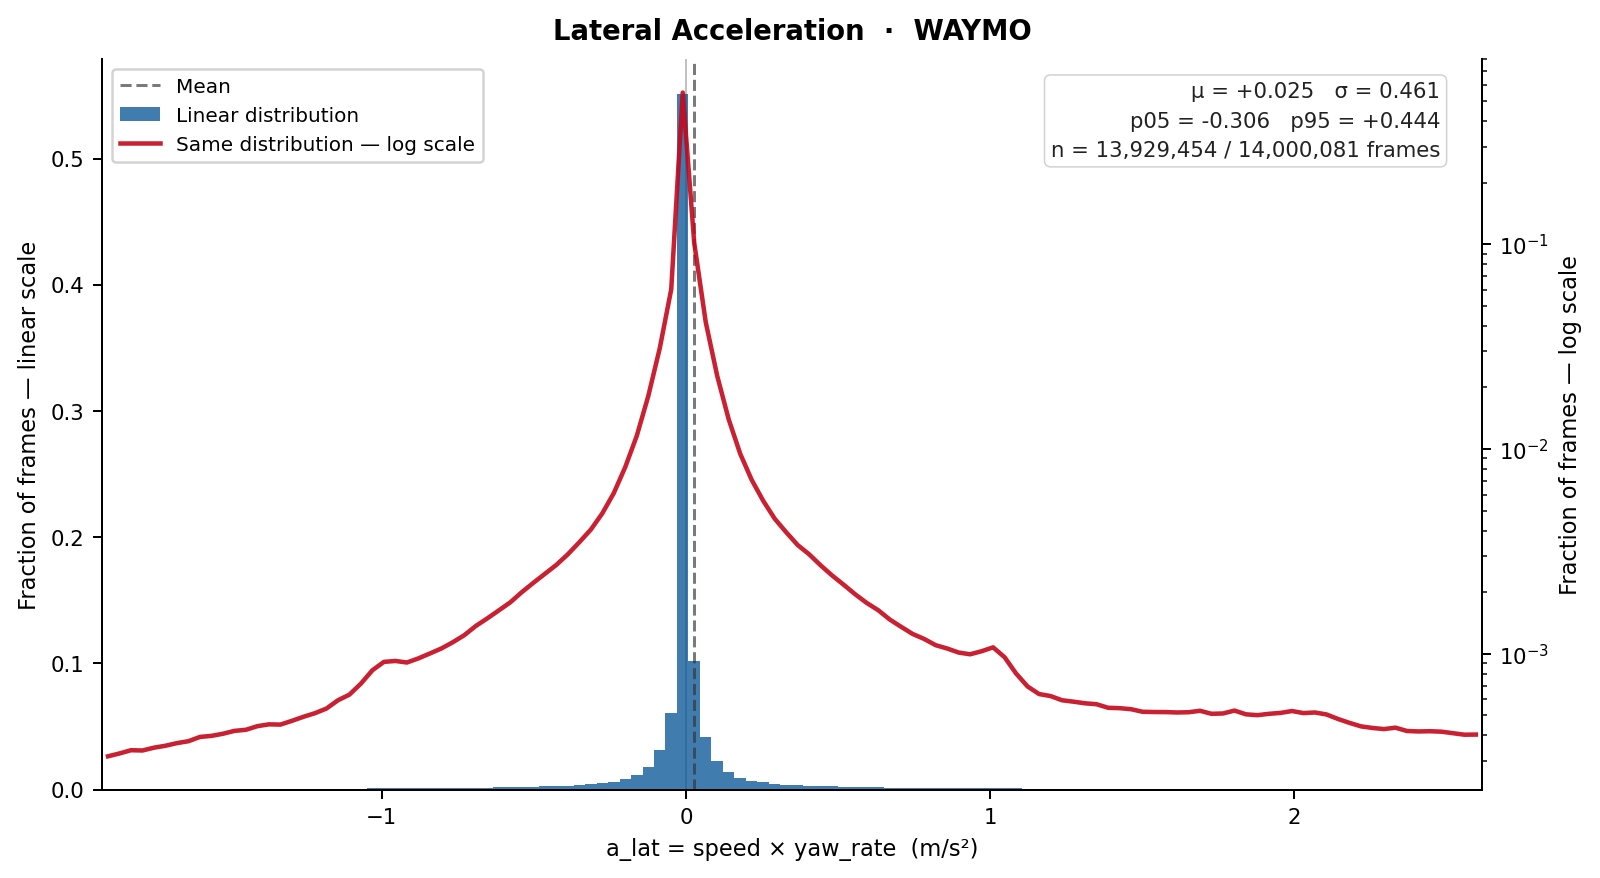 Lateral Acceleration · WAYMO
Mean
Linear distribution
Same distribution — log scale
μ = +0.025 σ = 0.461
p05 = -0.306 p95 = +0.444
n = 13,929,454 / 14,000,081 frames
Fraction of frames — linear scale
0.5
0.4
0.3
0.2
0.1
0.0
10⁻¹
10⁻²
10⁻³
Fraction of frames — log scale
−1
0
1
2
a_lat = speed × yaw_rate (m/s²)